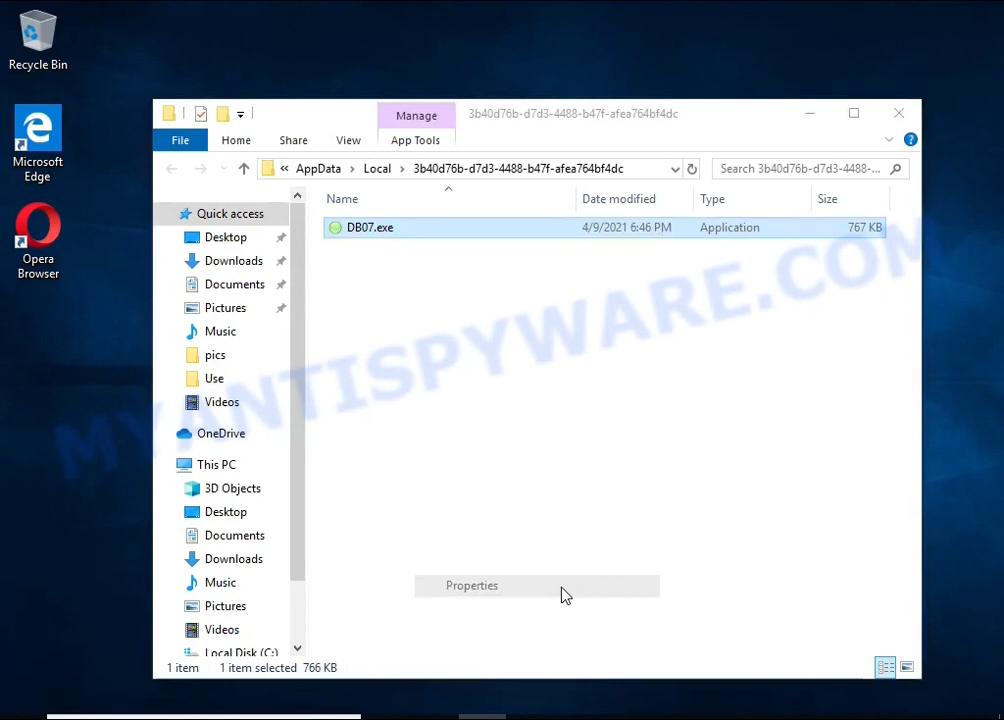 Recycle Bin
Microsoft
Edge
Opera
Browser
Manage
3b40d76b-d7d3-4488-b47f-afea764bf4dc
File
Home
Share
View
App Tools
« AppData > Local > 3b40d76b-d7d3-4488-b47f-afea764bf4dc
Search 3b40d76b-d7d3-4488-...
Name
Date modified
Type
Size
DB07.exe
4/9/2021 6:46 PM
Application
767 KB
Quick access
Desktop
Downloads
Documents
Pictures
Music
pics
Use
Videos
OneDrive
This PC
3D Objects
Desktop
Documents
Downloads
Music
Pictures
Videos
Local Disk (C:)
Properties
1 item
1 item selected 766 KB
MYANTISPYWARE.COM